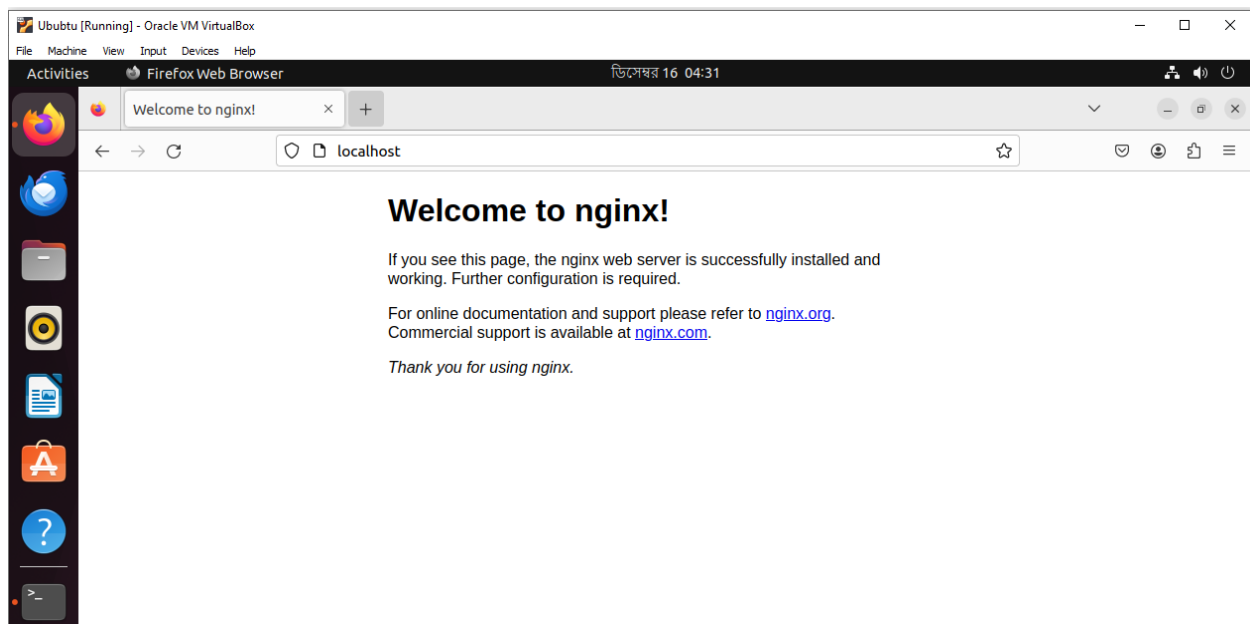 Ububtu [Running] - Oracle VM VirtualBox
File Machine View Input Devices Help
Activities Firefox Web Browser ডিসেম্বর 16 04:31
Welcome to nginx!
localhost
Welcome to nginx!
If you see this page, the nginx web server is successfully installed and
working. Further configuration is required.
For online documentation and support please refer to nginx.org.
Commercial support is available at nginx.com.
Thank you for using nginx.